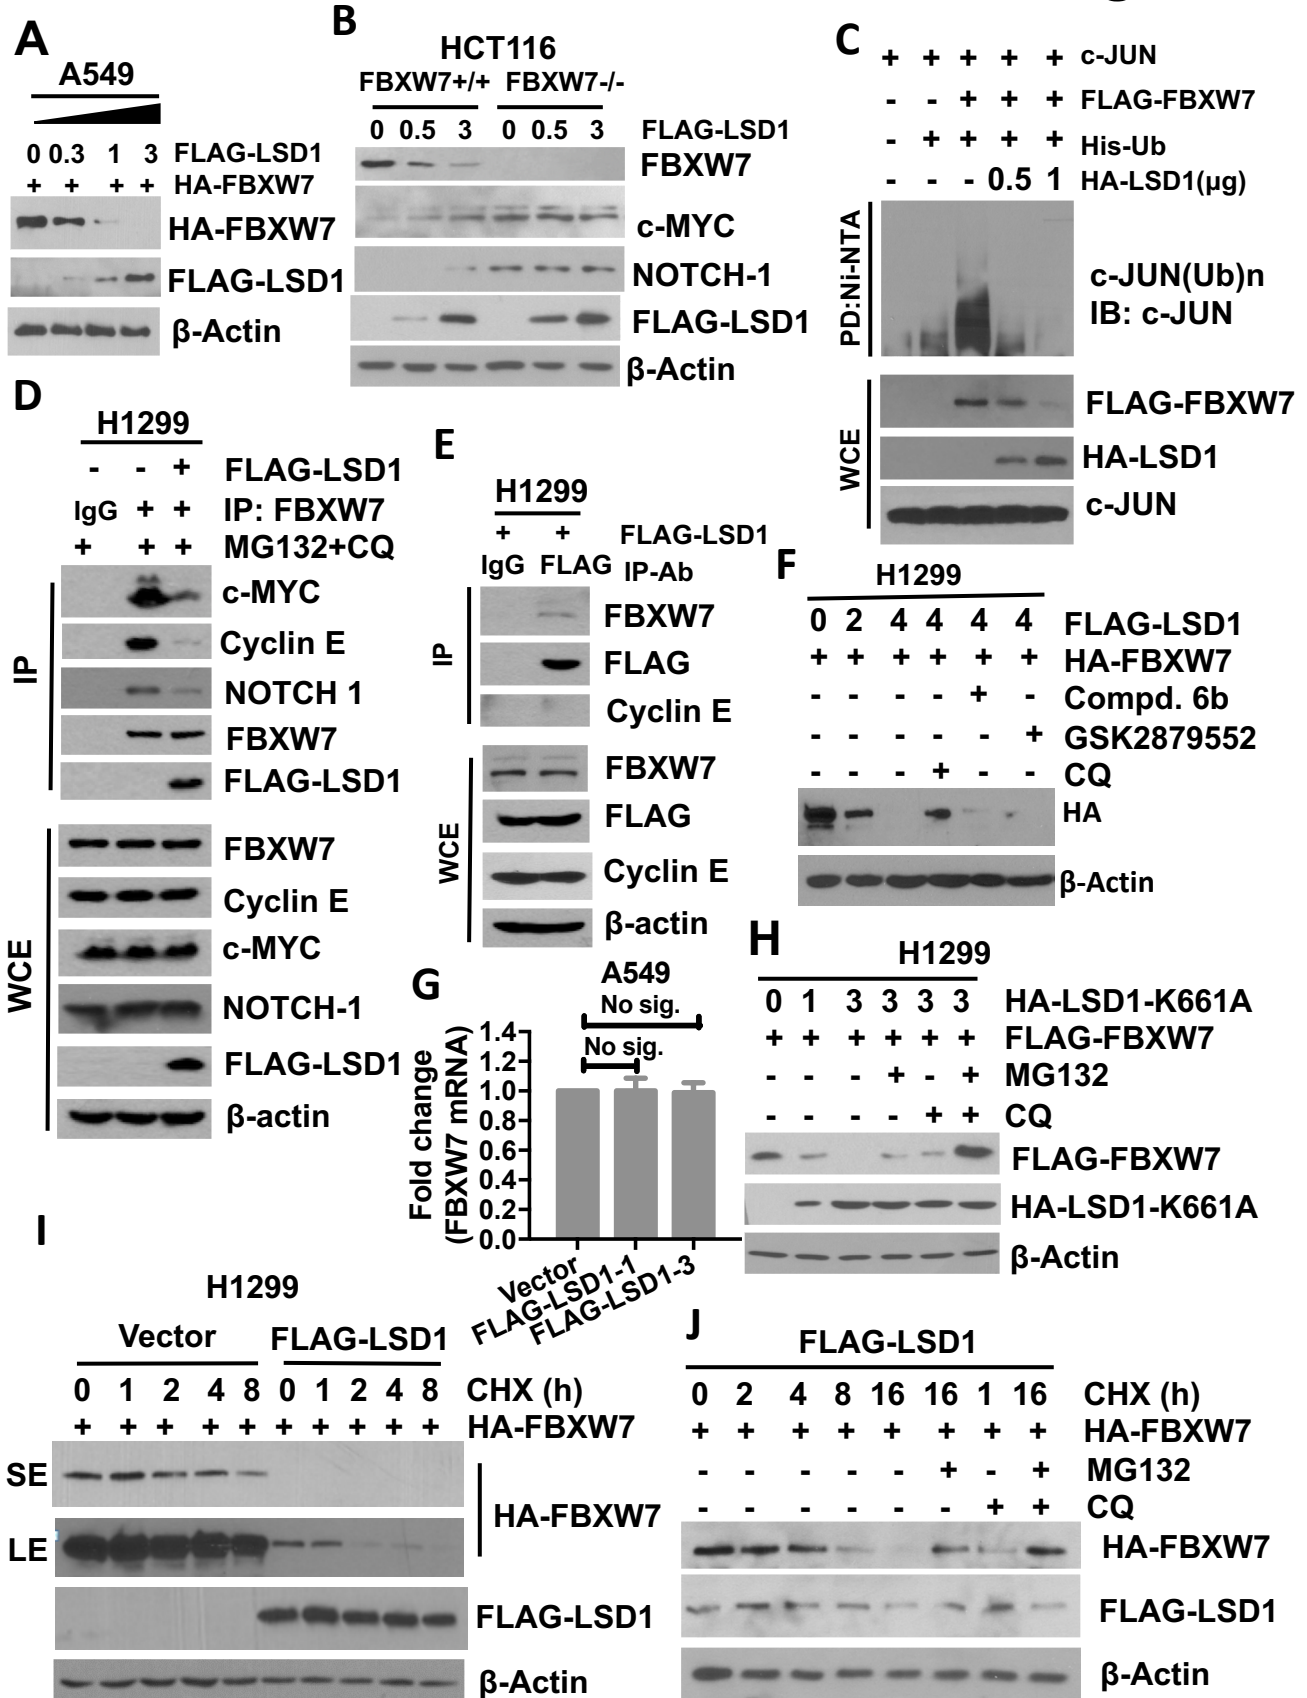 A
A549
0 0.3 1 3 FLAG-LSD1
+ + + + HA-FBXW7
HA-FBXW7
FLAG-LSD1
β-Actin
B
HCT116
FBXW7+/+ FBXW7-/-
0 0.5 3 0 0.5 3 FLAG-LSD1
FBXW7
c-MYC
NOTCH-1
FLAG-LSD1
β-Actin
C
+ + + + + c-JUN
- - + + + FLAG-FBXW7
- + + + + His-Ub
- - - 0.5 1 HA-LSD1(µg)
PD:Ni-NTA
c-JUN(Ub)n
IB: c-JUN
WCE
FLAG-FBXW7
HA-LSD1
c-JUN
D
H1299
- - + FLAG-LSD1
IgG + + IP: FBXW7
+ + + MG132+CQ
IP
c-MYC
Cyclin E
NOTCH 1
FBXW7
FLAG-LSD1
WCE
FBXW7
Cyclin E
c-MYC
NOTCH-1
FLAG-LSD1
β-actin
E
H1299
+ + FLAG-LSD1
IgG FLAG IP-Ab
IP
FBXW7
FLAG
Cyclin E
WCE
FBXW7
FLAG
Cyclin E
β-actin
F
H1299
0 2 4 4 4 4 FLAG-LSD1
+ + + + + + HA-FBXW7
- - - - + - Compd. 6b
- - - - - + GSK2879552
- - - + - - CQ
HA
β-Actin
G
A549
No sig.
No sig.
Fold change
(FBXW7 mRNA)
1.4
1.2
1.0
0.8
0.6
0.4
0.2
0.0
Vector
FLAG-LSD1-1
FLAG-LSD1-3
H
H1299
0 1 3 3 3 3 HA-LSD1-K661A
+ + + + + + FLAG-FBXW7
- - - + - + MG132
- - - - + + CQ
FLAG-FBXW7
HA-LSD1-K661A
β-Actin
I
H1299
Vector FLAG-LSD1
0 1 2 4 8 0 1 2 4 8 CHX (h)
+ + + + + + + + + + HA-FBXW7
SE
LE
HA-FBXW7
FLAG-LSD1
β-Actin
J
FLAG-LSD1
0 2 4 8 16 16 1 16 CHX (h)
+ + + + + + + + HA-FBXW7
- - - - - + - + MG132
- - - - - - + + CQ
HA-FBXW7
FLAG-LSD1
β-Actin